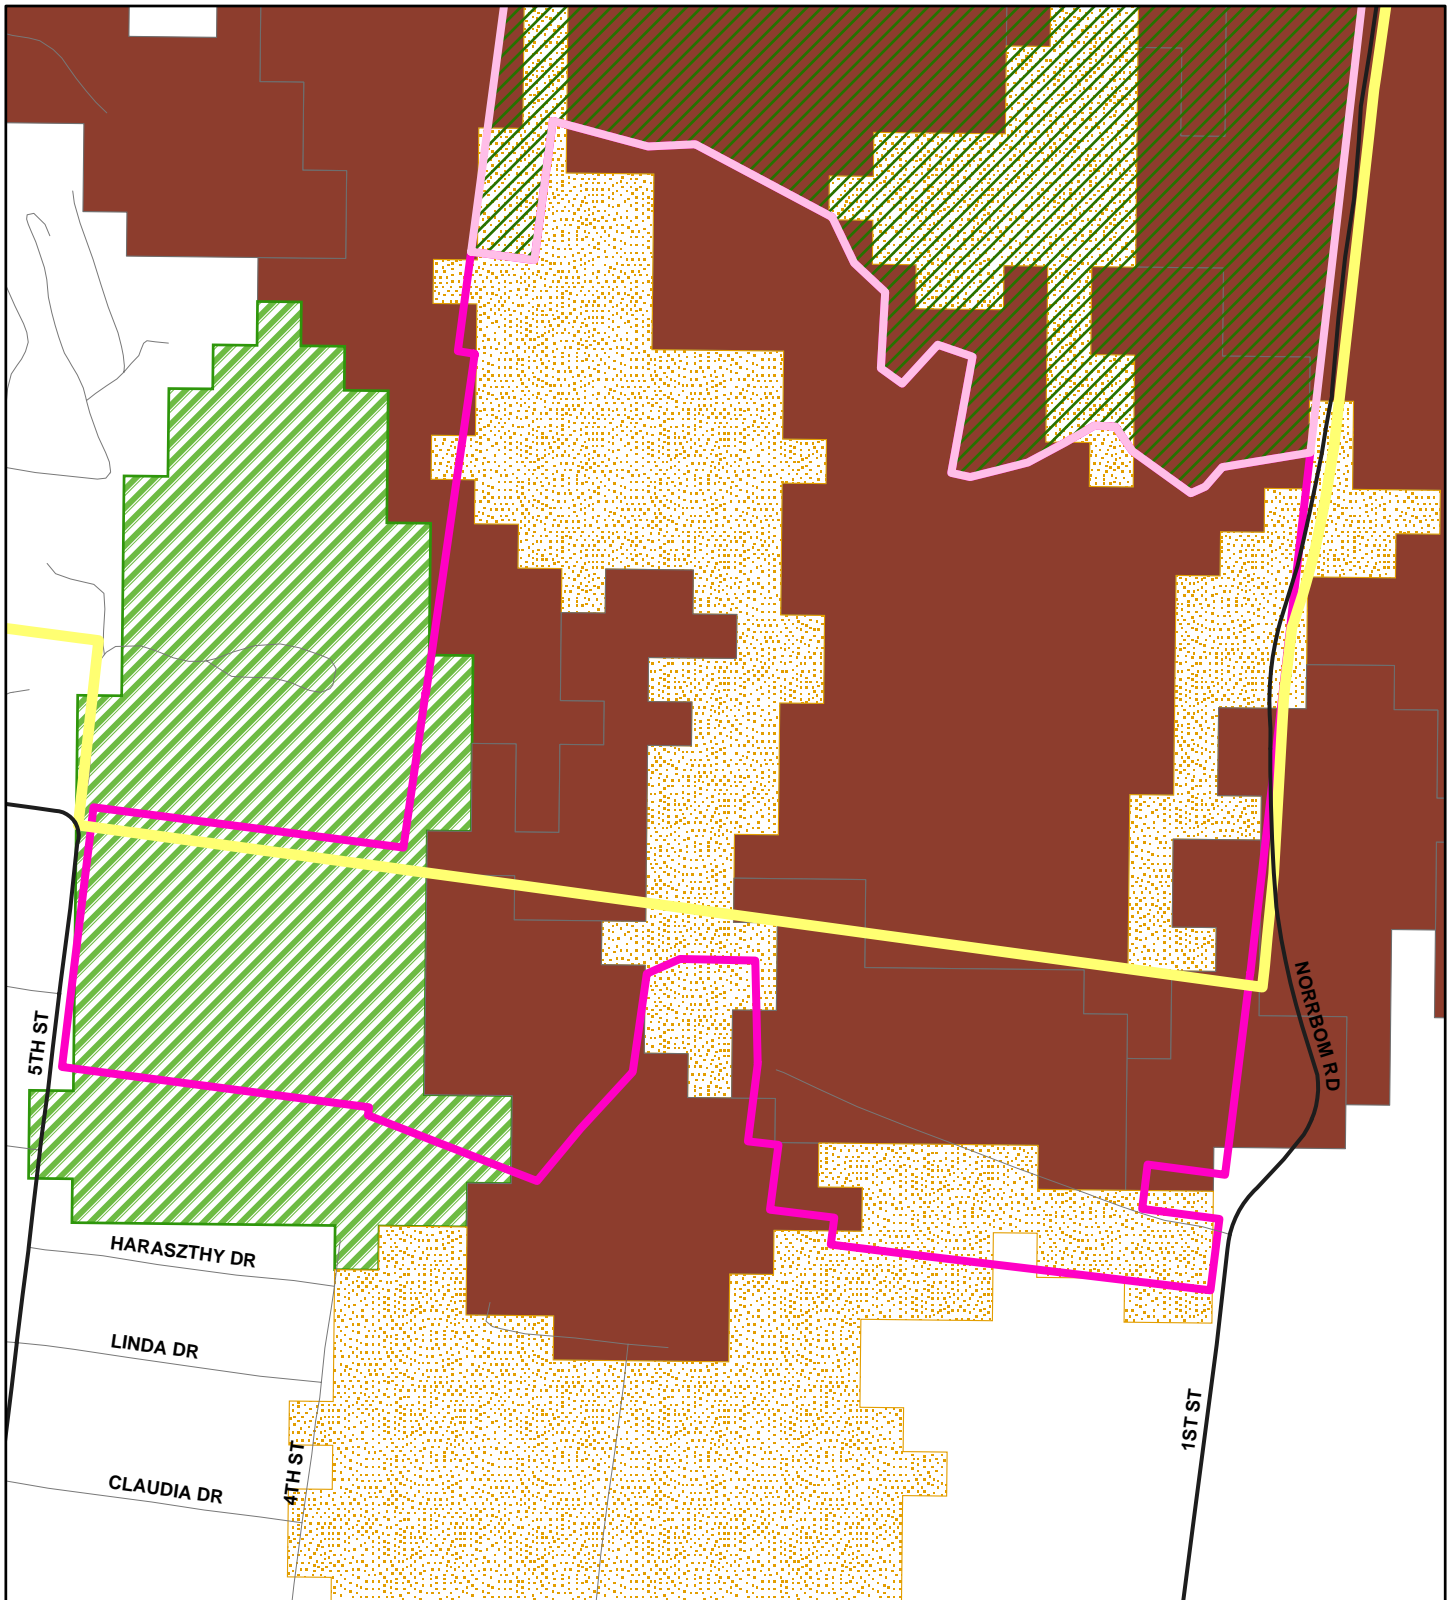 NORRBOM RD
5TH ST
HARASZTHY DR
LINDA DR
1ST ST
4TH ST
CLAUDIA DR